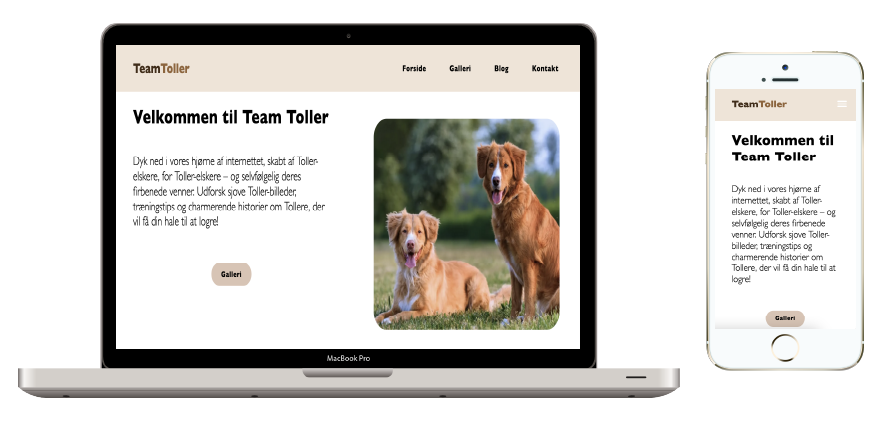 TeamToller
Forside Galleri Blog Kontakt
Velkommen til Team Toller
Dyk ned i vores hjørne af internettet, skabt af Toller-
elskere, for Toller-elskere – og selvfølgelig deres
firbenede venner. Udforsk sjove Toller-billeder,
træningstips og charmerende historier om Tollere, der
vil få din hale til at logre!
Galleri
MacBook Pro
TeamToller
Velkommen til
Team Toller
Dyk ned i vores hjørne af
internettet, skabt af Toller-
elskere, for Toller-elskere – og
selvfølgelig deres firbenede
venner. Udforsk sjove Toller-
billeder, træningstips og
charmerende historier om
Tollere, der vil få din hale til at
logre!
Galleri